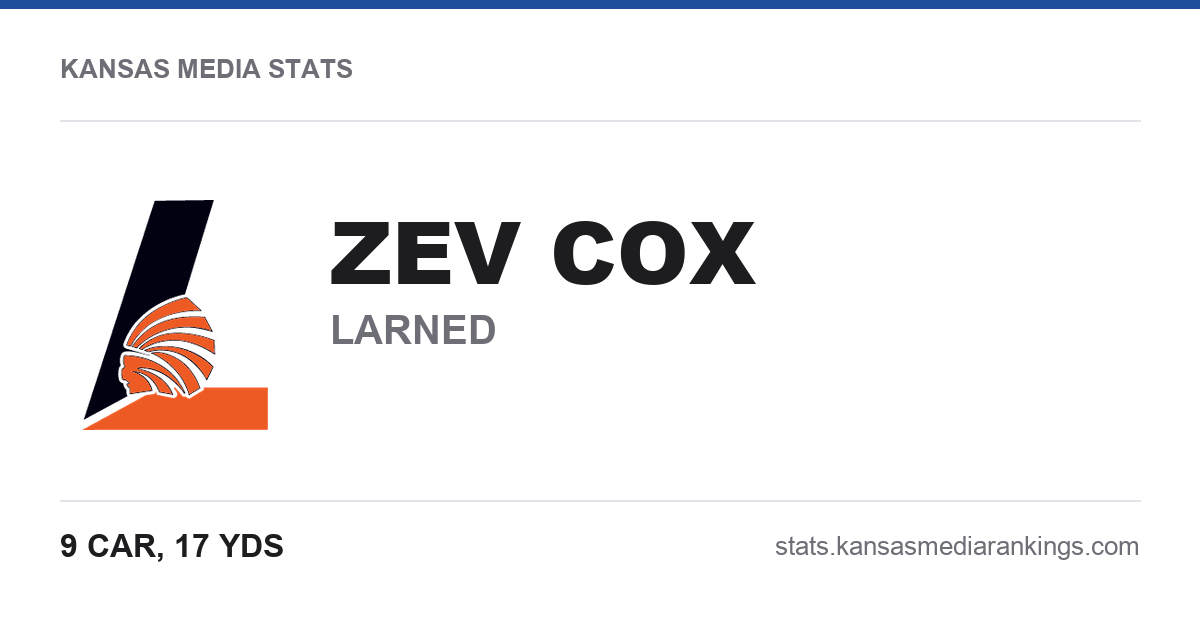 KANSAS MEDIA STATS
ZEV COX
LARNED
9 CAR, 17 YDS
stats.kansasmediarankings.com